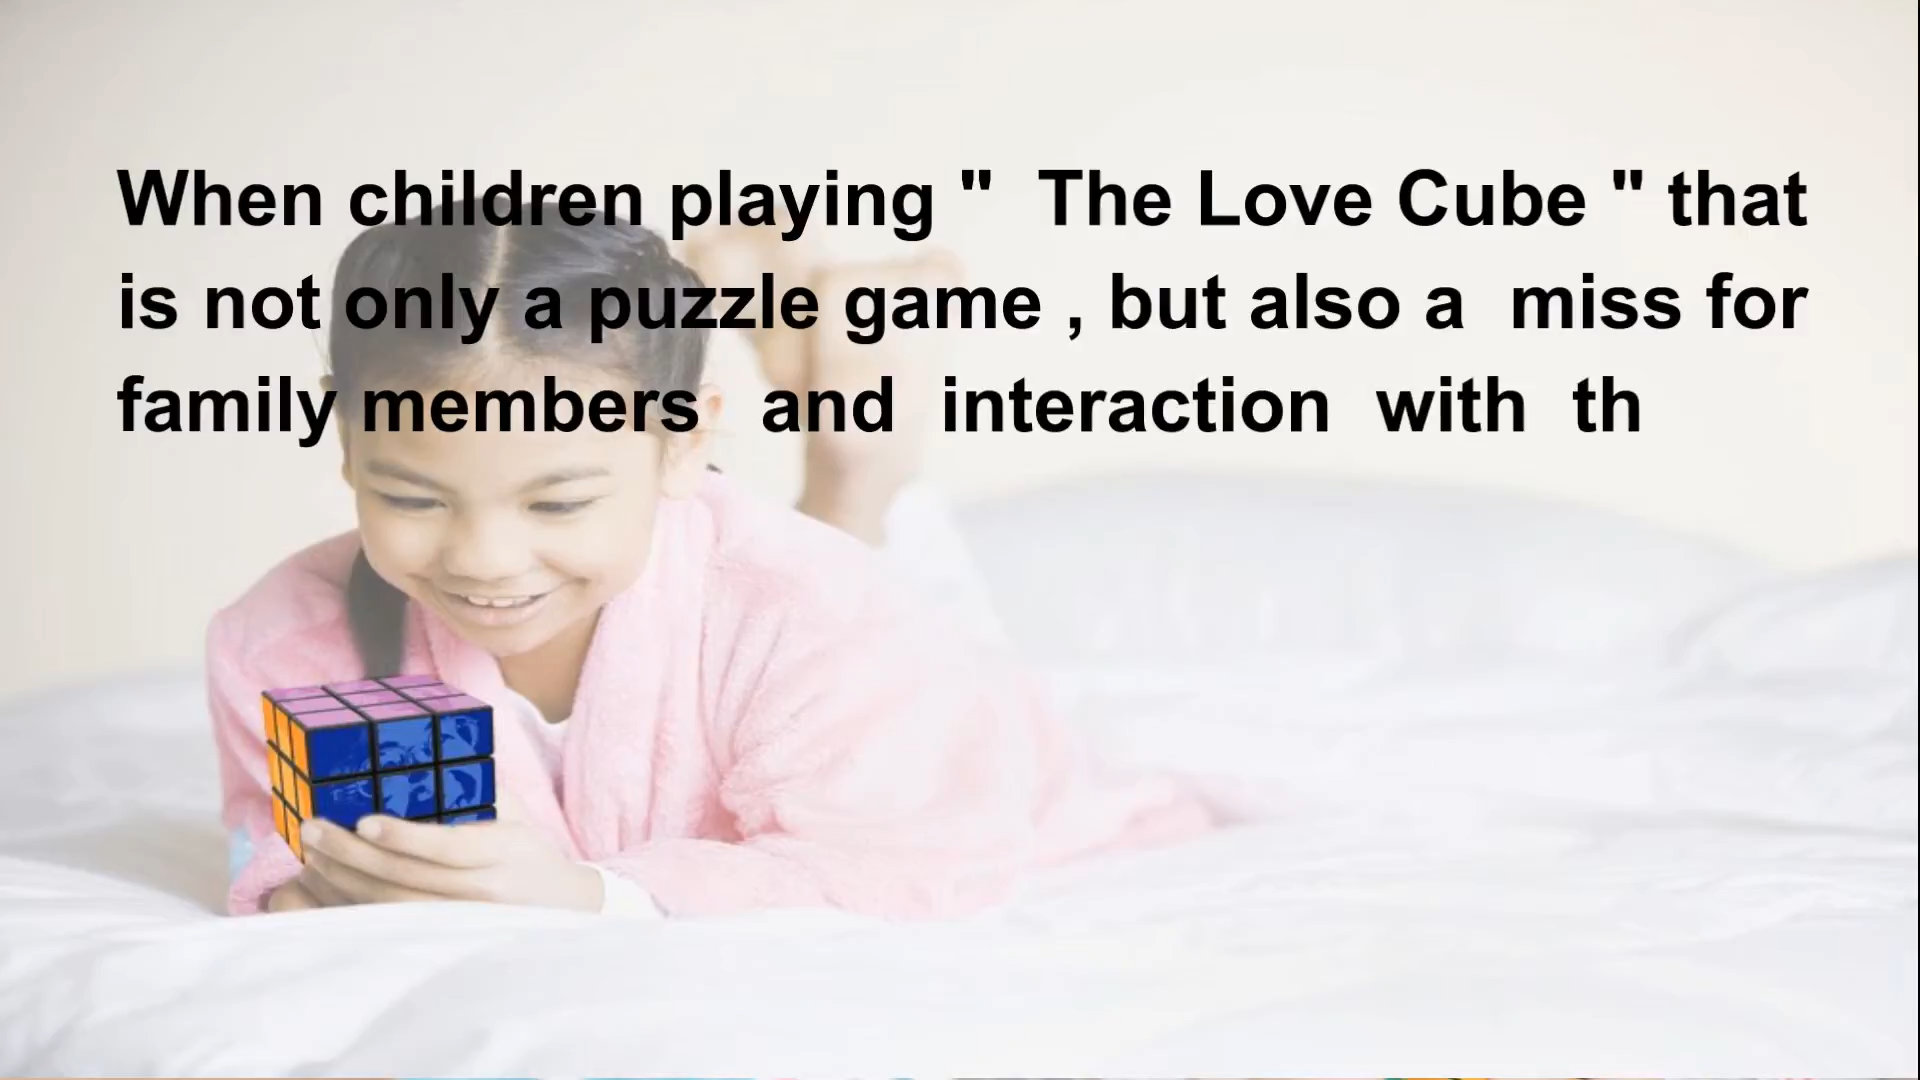 When children playing " The Love Cube " that
is not only a puzzle game , but also a miss for
family members and interaction with th